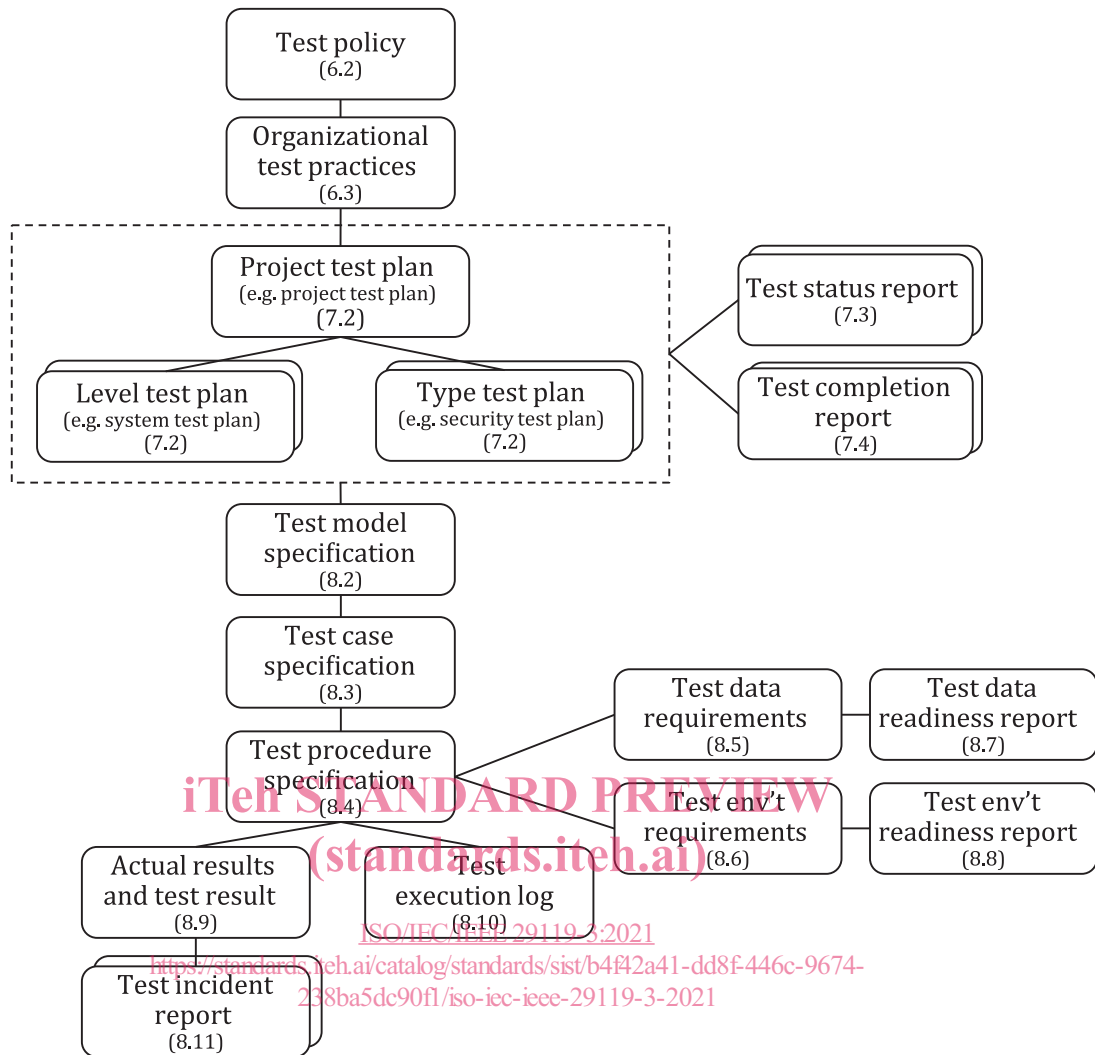 Test policy
(6.2)
Organizational
test practices
(6.3)
Project test plan
(e.g. project test plan)
(7.2)
Level test plan
(e.g. system test plan)
(7.2)
Type test plan
(e.g. security test plan)
(7.2)
Test status report
(7.3)
Test completion
report
(7.4)
Test model
specification
(8.2)
Test case
specification
(8.3)
Test procedure
specification
(8.4)
Test data
requirements
(8.5)
Test data
readiness report
(8.7)
Test env't
requirements
(8.6)
Test env't
readiness report
(8.8)
Actual results
and test result
(8.9)
Test
execution log
(8.10)
Test incident
report
(8.11)
iTeh STANDARD PREVIEW
(standards.iteh.ai)
ISO/IEC/IEEE 29119-3:2021
https://standards.iteh.ai/catalog/standards/sist/b4f42a41-dd8f-446c-9674-
238ba5dc90f1/iso-iec-ieee-29119-3-2021